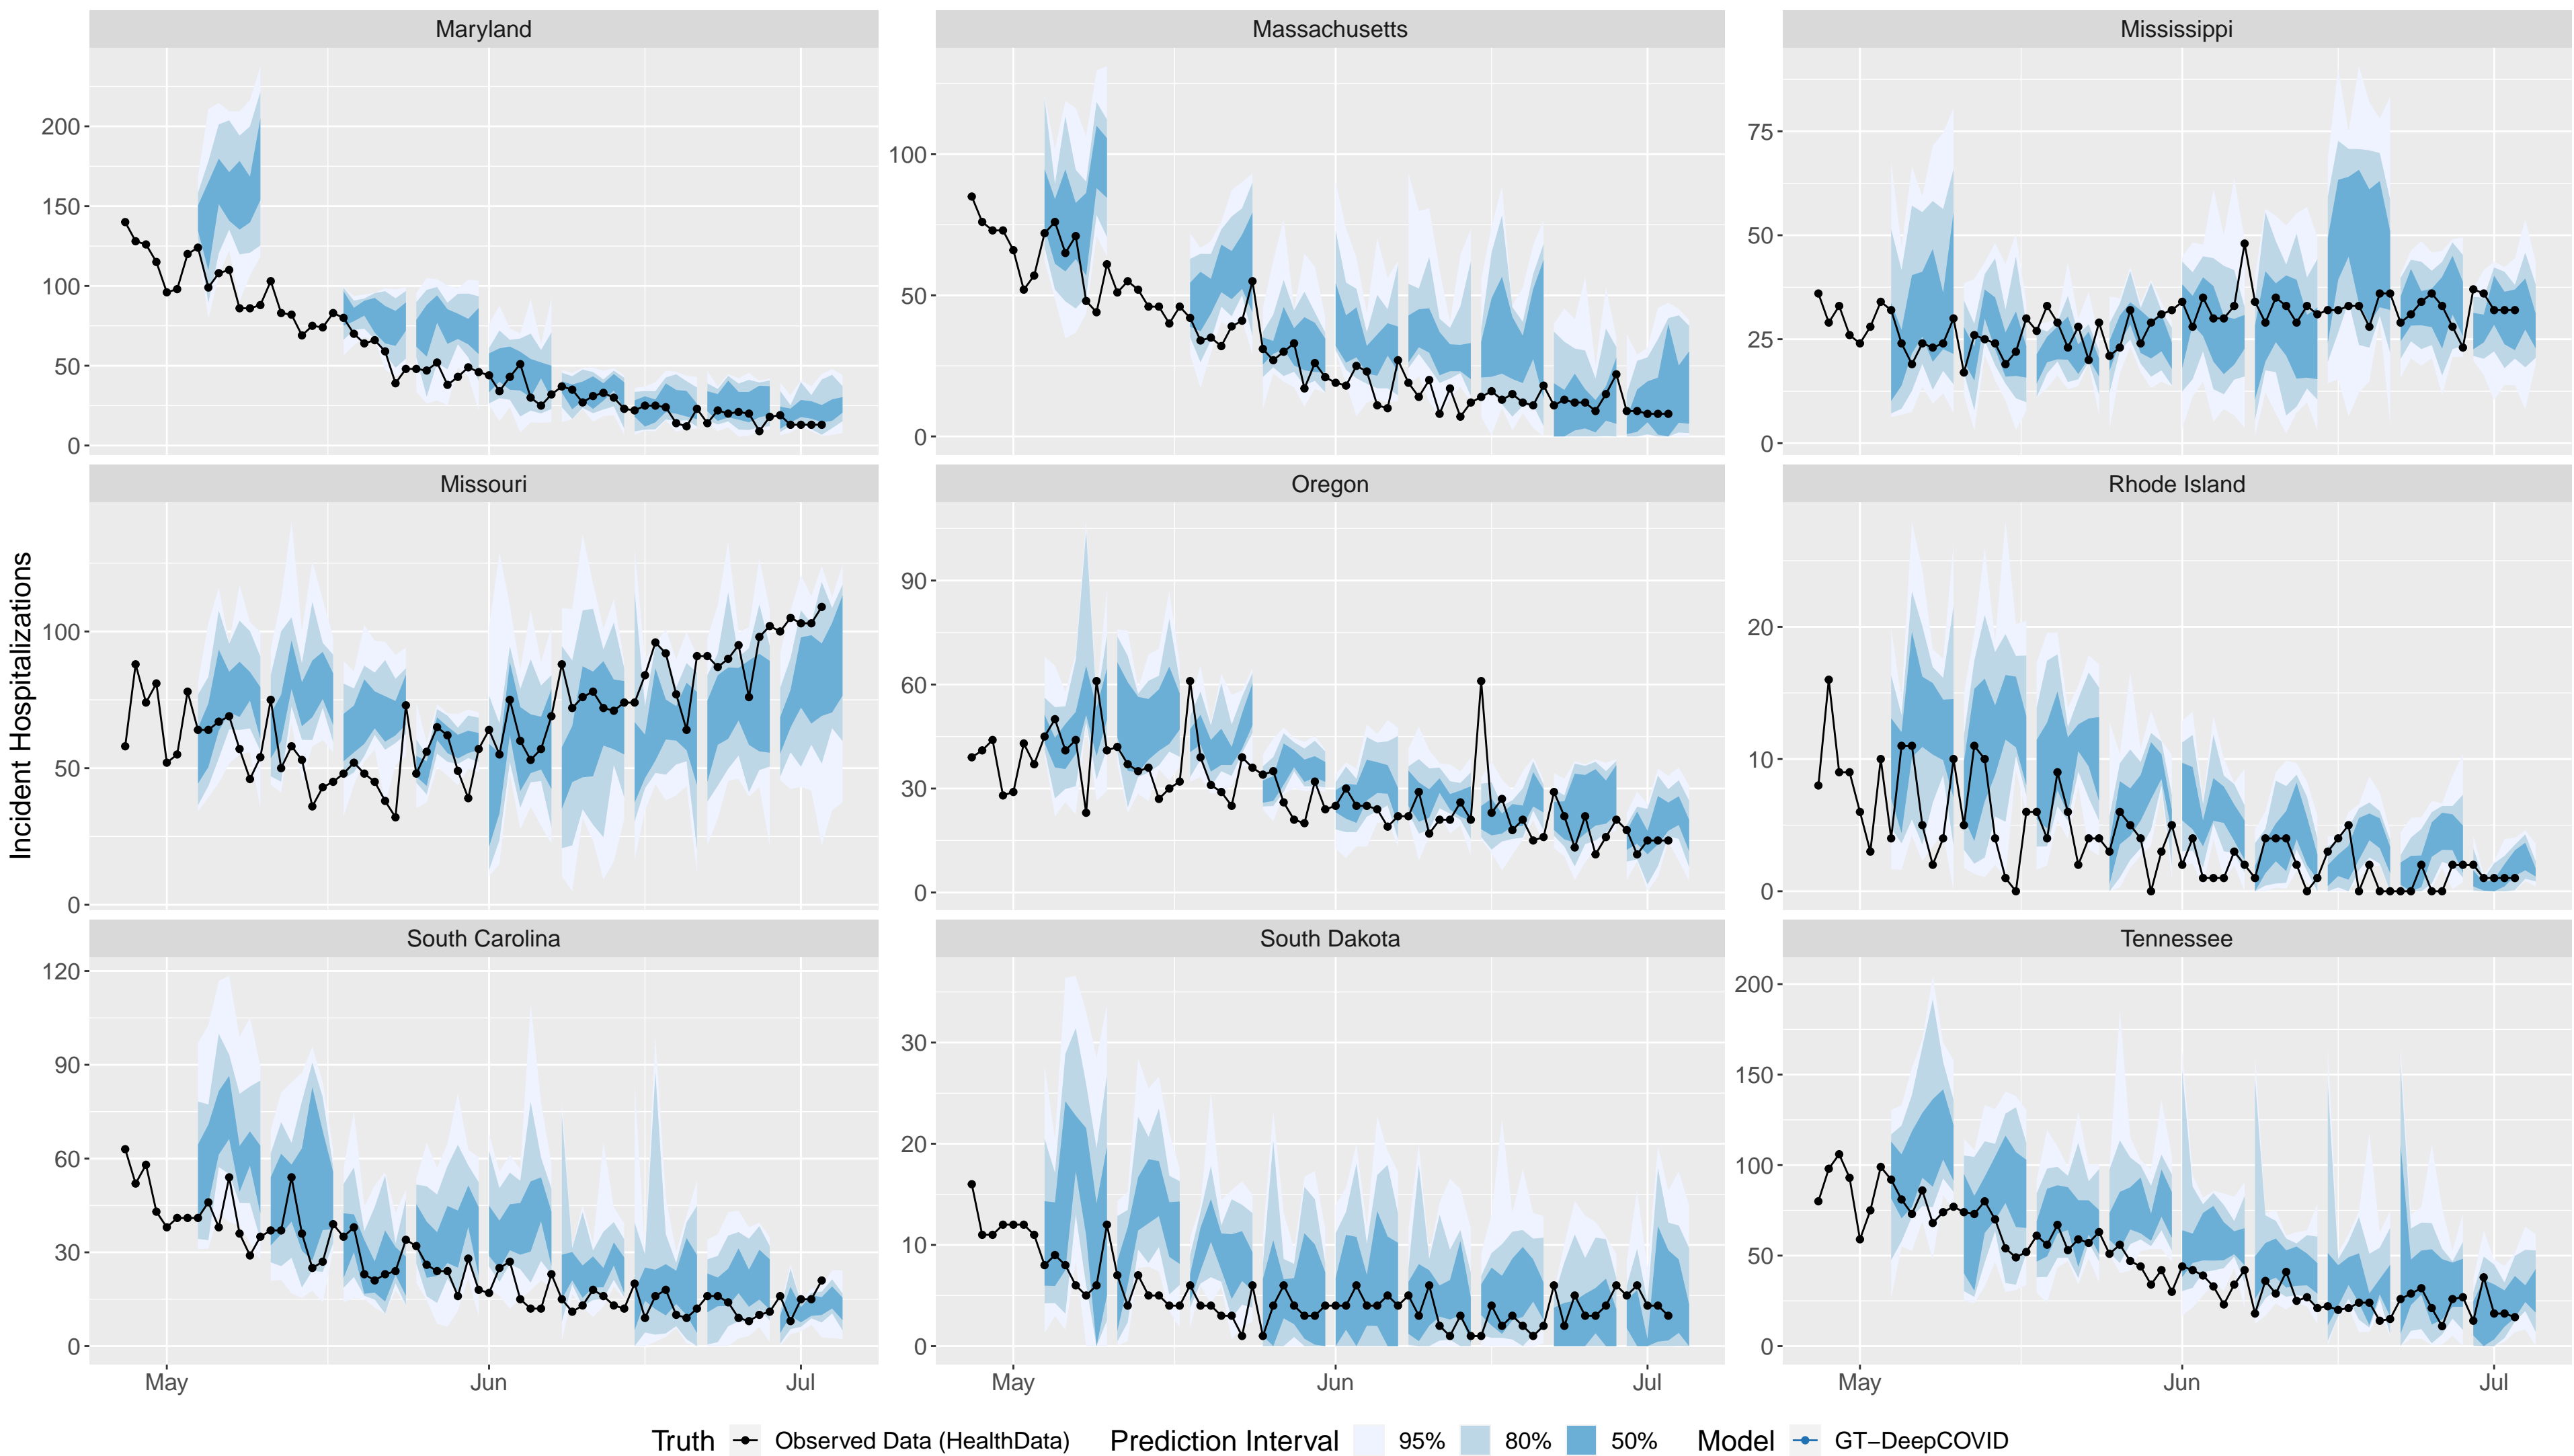 Maryland
Massachusetts
Mississippi
200
150
100
50
0
100
50
0
75
50
25
0
Missouri
Oregon
Rhode Island
Incident Hospitalizations
100
50
0
90
60
30
0
20
10
0
South Carolina
South Dakota
Tennessee
120
90
60
30
0
30
20
10
0
200
150
100
50
0
May Jun Jul
May Jun Jul
May Jun Jul
Truth Observed Data (HealthData) Prediction Interval 95% 80% 50% Model GT−DeepCOVID